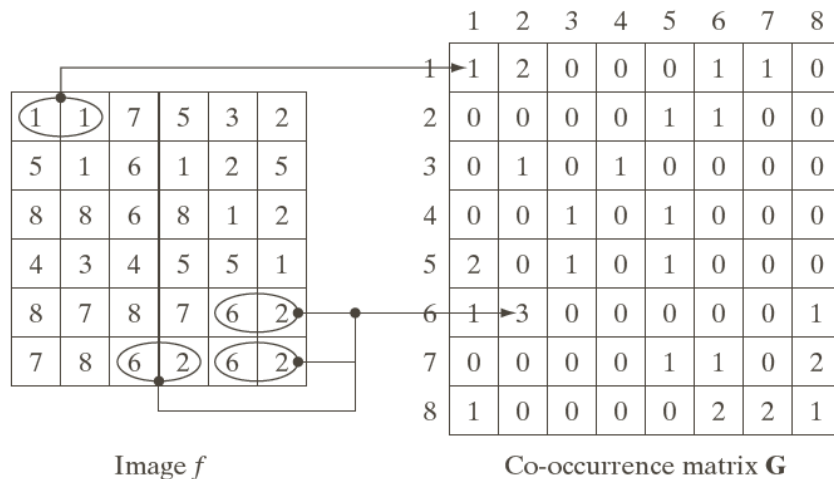 1 2 3 4 5 6 7 8
1 1 2 0 0 0 1 1 0
1 1 7 5 3 2
2 0 0 0 0 1 1 0 0
5 1 6 1 2 5
3 0 1 0 1 0 0 0 0
8 8 6 8 1 2
4 0 0 1 0 1 0 0 0
4 3 4 5 5 1
5 2 0 1 0 1 0 0 0
8 7 8 7 6 2
6 1 3 0 0 0 0 0 1
7 8 6 2 6 2
7 0 0 0 0 1 1 0 2
8 1 0 0 0 0 2 2 1
Image f
Co-occurrence matrix G